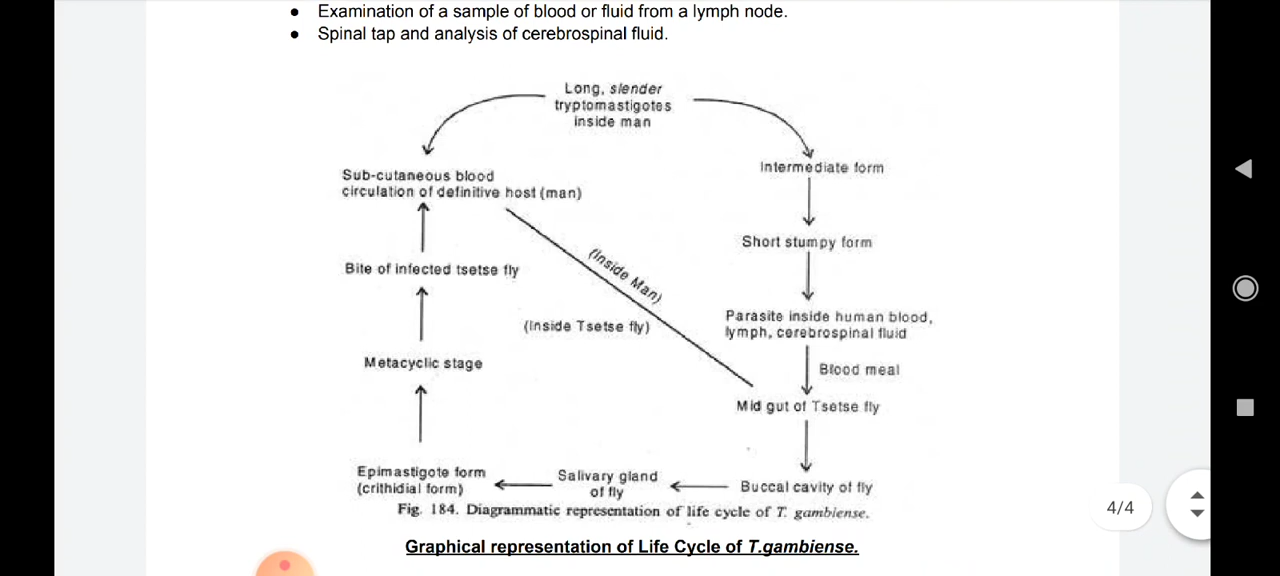 • Examination of a sample of blood or fluid from a lymph node.
• Spinal tap and analysis of cerebrospinal fluid.
Long, slender
tryptomastigotes
inside man
Sub-cutaneous blood
circulation of definitive host (man)
Intermediate form
Short stumpy form
Bite of infected tsetse fly
(Inside Man)
(Inside Tsetse fly)
Parasite inside human blood,
lymph, cerebrospinal fluid
Metacyclic stage
Blood meal
Mid gut of Tsetse fly
Epimastigote form
(crithidial form)
Salivary gland
of fly
Buccal cavity of fly
Fig. 184. Diagrammatic representation of life cycle of T. gambiense.
4/4
Graphical representation of Life Cycle of T.gambiense.